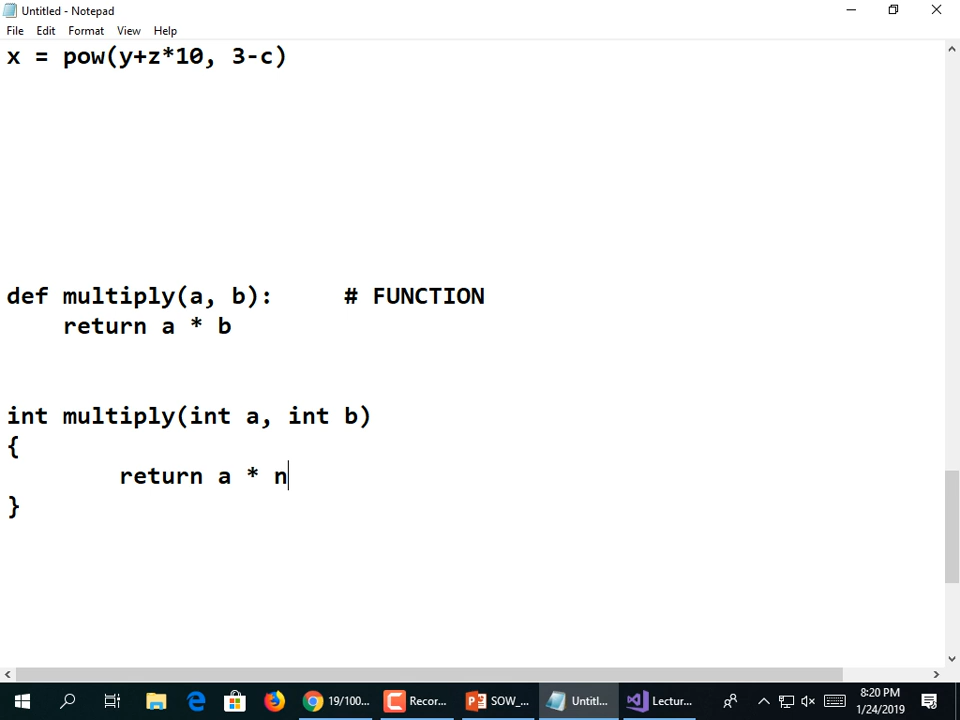 Untitled - Notepad
File Edit Format View Help
x = pow(y+z*10, 3-c)
def multiply(a, b):     # FUNCTION
    return a * b
int multiply(int a, int b)
{
        return a * n
}
19/100... Recor... SOW_... Untitl... Lectur... 8:20 PM
1/24/2019